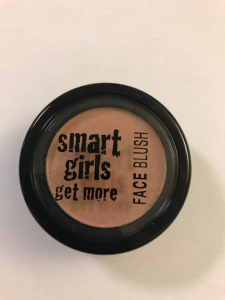 smart
girls
get more
FACE BLUSH